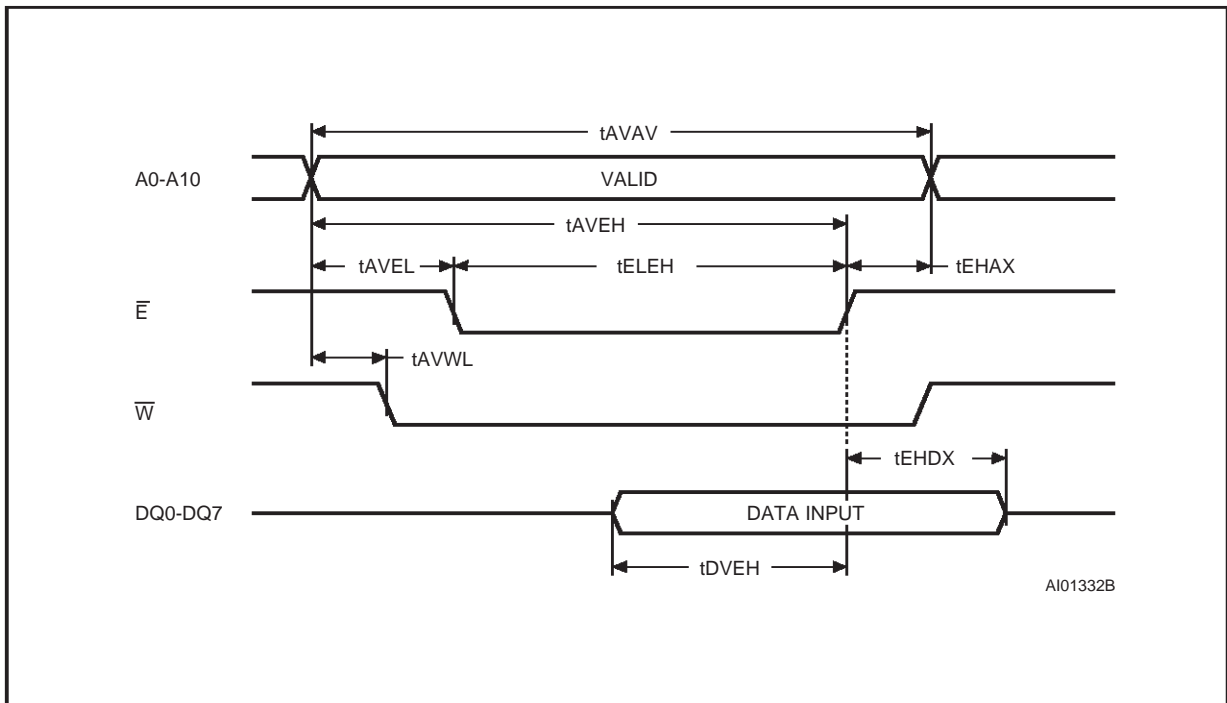 tAVAV
A0-A10
VALID
tAVEH
tAVEL
tELEH
tEHAX
E̅
tAVWL
W̅
tEHDX
DQ0-DQ7
DATA INPUT
tDVEH
AI01332B